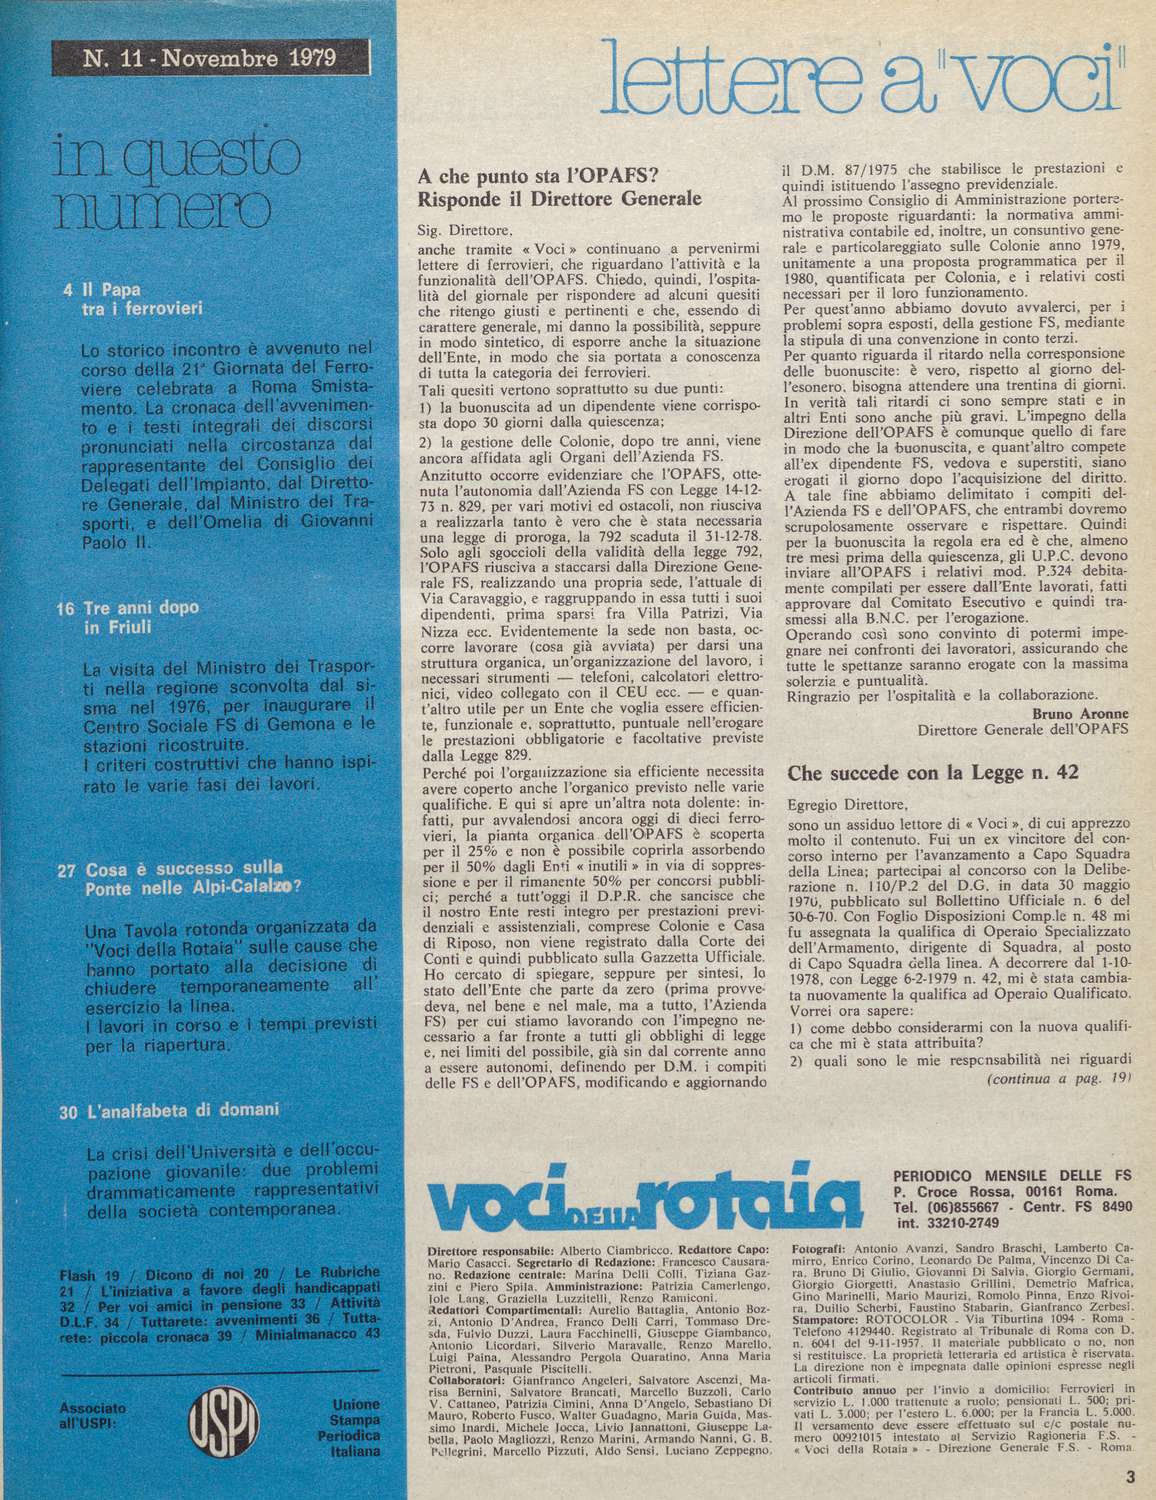 N. 11 - Novembre 1979
in questo
numero
4 Il Papa
tra i ferrovieri
Lo storico incontro è avvenuto nel
corso della 21ª Giornata del Ferro-
viere celebrata a Roma Smista-
mento. La cronaca dell'avvenimen-
to e i testi integrali dei discorsi
pronunciati nella circostanza dal
rappresentante del Consiglio dei
Delegati dell'Impianto, dal Diretto-
re Generale, dal Ministro dei Tra-
sporti, e dell'Omelia di Giovanni
Paolo II.
16 Tre anni dopo
in Friuli
La visita del Ministro dei Traspor-
ti nella regione sconvolta dal si-
sma nel 1976, per inaugurare il
Centro Sociale FS di Gemona e le
stazioni ricostruite.
I criteri costruttivi che hanno ispi-
rato le varie fasi dei lavori.
27 Cosa è successo sulla
Ponte nelle Alpi-Calalzo?
Una Tavola rotonda organizzata da
"Voci della Rotaia" sulle cause che
hanno portato alla decisione di
chiudere temporaneamente all'
esercizio la linea.
I lavori in corso e i tempi previsti
per la riapertura.
30 L'analfabeta di domani
La crisi dell'Università e dell'occu-
pazione giovanile: due problemi
drammaticamente rappresentativi
della società contemporanea.
Flash 19 / Dicono di noi 20 / Le Rubriche
21 / L'iniziativa a favore degli handicappati
32 / Per voi amici in pensione 33 / Attività
D.L.F. 34 / Tuttarete: avvenimenti 36 / Tutta-
rete: piccola cronaca 39 / Minialmanacco 43
Associato
all'USPI:
USPI
Unione
Stampa
Periodica
Italiana
lettere a "voci"
A che punto sta l'OPAFS?
Risponde il Direttore Generale
Sig. Direttore,
anche tramite « Voci » continuano a pervenirmi
lettere di ferrovieri, che riguardano l'attività e la
funzionalità dell'OPAFS. Chiedo, quindi, l'ospita-
lità del giornale per rispondere ad alcuni quesiti
che ritengo giusti e pertinenti e che, essendo di
carattere generale, mi danno la possibilità, seppure
in modo sintetico, di esporre anche la situazione
dell'Ente, in modo che sia portata a conoscenza
di tutta la categoria dei ferrovieri.
Tali quesiti vertono soprattutto su due punti:
1) la buonuscita ad un dipendente viene corrispo-
sta dopo 30 giorni dalla quiescenza;
2) la gestione delle Colonie, dopo tre anni, viene
ancora affidata agli Organi dell'Azienda FS.
Anzitutto occorre evidenziare che l'OPAFS, otte-
nuta l'autonomia dall'Azienda FS con Legge 14-12-
73 n. 829, per vari motivi ed ostacoli, non riusciva
a realizzarla tanto è vero che è stata necessaria
una legge di proroga, la 792 scaduta il 31-12-78.
Solo agli sgoccioli della validità della legge 792,
l'OPAFS riusciva a staccarsi dalla Direzione Gene-
rale FS, realizzando una propria sede, l'attuale di
Via Caravaggio, e raggruppando in essa tutti i suoi
dipendenti, prima sparsi fra Villa Patrizi, Via
Nizza ecc. Evidentemente la sede non basta, oc-
corre lavorare (cosa già avviata) per darsi una
struttura organica, un'organizzazione del lavoro, i
necessari strumenti — telefoni, calcolatori elettro-
nici, video collegato con il CEU ecc. — e quan-
t'altro utile per un Ente che voglia essere efficien-
te, funzionale e, soprattutto, puntuale nell'erogare
le prestazioni obbligatorie e facoltative previste
dalla Legge 829.
Perché poi l'organizzazione sia efficiente necessita
avere coperto anche l'organico previsto nelle varie
qualifiche. E qui si apre un'altra nota dolente: in-
fatti, pur avvalendosi ancora oggi di dieci ferro-
vieri, la pianta organica dell'OPAFS è scoperta
per il 25% e non è possibile coprirla assorbendo
per il 50% dagli Enti « inutili » in via di soppres-
sione e per il rimanente 50% per concorsi pubbli-
ci; perché a tutt'oggi il D.P.R. che sancisce che
il nostro Ente resti integro per prestazioni previ-
denziali e assistenziali, comprese Colonie e Casa
di Riposo, non viene registrato dalla Corte dei
Conti e quindi pubblicato sulla Gazzetta Ufficiale.
Ho cercato di spiegare, seppure per sintesi, lo
stato dell'Ente che parte da zero (prima provve-
deva, nel bene e nel male, ma a tutto, l'Azienda
FS) per cui stiamo lavorando con l'impegno ne-
cessario a far fronte a tutti gli obblighi di legge
e, nei limiti del possibile, già sin dal corrente anno
a essere autonomi, definendo per D.M. i compiti
delle FS e dell'OPAFS, modificando e aggiornando
il D.M. 87/1975 che stabilisce le prestazioni e
quindi istituendo l'assegno previdenziale.
Al prossimo Consiglio di Amministrazione portere-
mo le proposte riguardanti: la normativa ammi-
nistrativa contabile ed, inoltre, un consuntivo gene-
rale e particolareggiato sulle Colonie anno 1979,
unitamente a una proposta programmatica per il
1980, quantificata per Colonia, e i relativi costi
necessari per il loro funzionamento.
Per quest'anno abbiamo dovuto avvalerci, per i
problemi sopra esposti, della gestione FS, mediante
la stipula di una convenzione in conto terzi.
Per quanto riguarda il ritardo nella corresponsione
delle buonuscite: è vero, rispetto al giorno del-
l'esonero, bisogna attendere una trentina di giorni.
In verità tali ritardi ci sono sempre stati e in
altri Enti sono anche più gravi. L'impegno della
Direzione dell'OPAFS è comunque quello di fare
in modo che la buonuscita, e quant'altro compete
all'ex dipendente FS, vedova e superstiti, siano
erogati il giorno dopo l'acquisizione del diritto.
A tale fine abbiamo delimitato i compiti del-
l'Azienda FS e dell'OPAFS, che entrambi dovremo
scrupolosamente osservare e rispettare. Quindi
per la buonuscita la regola era ed è che, almeno
tre mesi prima della quiescenza, gli U.P.C. devono
inviare all'OPAFS i relativi mod. P.324 debita-
mente compilati per essere dall'Ente lavorati, fatti
approvare dal Comitato Esecutivo e quindi tra-
smessi alla B.N.C. per l'erogazione.
Operando così sono convinto di potermi impe-
gnare nei confronti dei lavoratori, assicurando che
tutte le spettanze saranno erogate con la massima
solerzia e puntualità.
Ringrazio per l'ospitalità e la collaborazione.
Bruno Aronne
Direttore Generale dell'OPAFS
Che succede con la Legge n. 42
Egregio Direttore,
sono un assiduo lettore di « Voci », di cui apprezzo
molto il contenuto. Fui un ex vincitore del con-
corso interno per l'avanzamento a Capo Squadra
della Linea; partecipai al concorso con la Delibe-
razione n. 110/P.2 del D.G. in data 30 maggio
1970, pubblicato sul Bollettino Ufficiale n. 6 del
30-6-70. Con Foglio Disposizioni Comp.le n. 48 mi
fu assegnata la qualifica di Operaio Specializzato
dell'Armamento, dirigente di Squadra, al posto
di Capo Squadra della linea. A decorrere dal 1-10-
1978, con Legge 6-2-1979 n. 42, mi è stata cambia-
ta nuovamente la qualifica ad Operaio Qualificato.
Vorrei ora sapere:
1) come debbo considerarmi con la nuova qualifi-
ca che mi è stata attribuita?
2) quali sono le mie responsabilità nei riguardi
(continua a pag. 19)
voci DELLA rotaia
PERIODICO MENSILE DELLE FS
P. Croce Rossa, 00161 Roma.
Tel. (06)855667 - Centr. FS 8490
int. 33210-2749
Direttore responsabile: Alberto Ciambricco. Redattore Capo:
Mario Casacci. Segretario di Redazione: Francesco Causara-
no. Redazione centrale: Marina Delli Colli, Tiziana Gaz-
zini e Piero Spila. Amministrazione: Patrizia Camerlengo,
Iole Lang, Graziella Luzzitelli, Renzo Ramiconi.
Redattori Compartimentali: Aurelio Battaglia, Antonio Boz-
zi, Antonio D'Andrea, Franco Delli Carri, Tommaso Dre-
sda, Fulvio Duzzi, Laura Facchinelli, Giuseppe Giambanco,
Antonio Licordari, Silverio Maravalle, Renzo Marello,
Luigi Paina, Alessandro Pergola Quaratino, Anna Maria
Pietroni, Pasquale Piscitelli.
Collaboratori: Gianfranco Angeleri, Salvatore Ascenzi, Ma-
risa Bernini, Salvatore Brancati, Marcello Buzzoli, Carlo
V. Cattaneo, Patrizia Cimini, Anna D'Angelo, Sebastiano Di
Mauro, Roberto Fusco, Walter Guadagno, Maria Guida, Mas-
simo Inardi, Michele Jocca, Livio Jannattoni, Giuseppe La-
bella, Paolo Magliozzi, Renzo Marini, Armando Nanni, G. B.
Pellegrini, Marcello Pizzuti, Aldo Sensi, Luciano Zeppegno.
Fotografi: Antonio Avanzi, Sandro Braschi, Lamberto Ca-
mirro, Enrico Corwin, Leonardo De Palma, Vincenzo Di Ca-
ra, Bruno Di Giulio, Giovanni Di Salvia, Giorgio Germani,
Giorgio Giorgetti, Anastasio Grillini, Demetrio Mafrica,
Gino Marinelli, Mario Maurizi, Romolo Pinna, Enzo Rivoi-
ra, Duilio Scherbi, Faustino Stabarin, Gianfranco Zerbesi.
Stampatore: ROTOCOLOR - Via Tiburtina 1094 - Roma -
Telefono 4129440. Registrato al Tribunale di Roma con D.
n. 6041 del 9-11-1957. Il materiale pubblicato o no, non
si restituisce. La proprietà letteraria ed artistica è riservata.
La direzione non è impegnata dalle opinioni espresse negli
articoli firmati.
Contributo annuo per l'invio a domicilio: Ferrovieri in
servizio L. 1.000 trattenute a ruolo; pensionati L. 500; pri-
vati L. 3.000; per l'estero L. 6.000; per la Francia L. 5.000.
Il versamento deve essere effettuato sul c/c postale nu-
mero 00921015 intestato al Servizio Ragioneria F.S. -
« Voci della Rotaia » - Direzione Generale F.S. - Roma
3